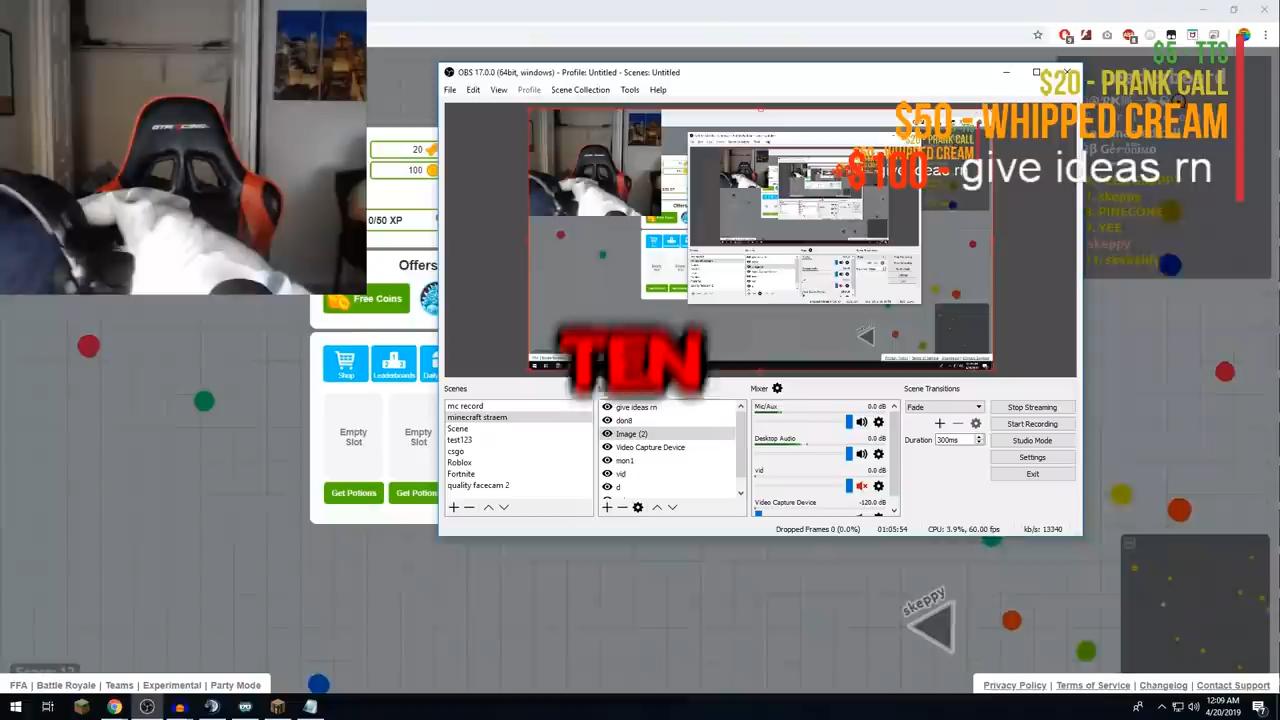 $5 - TTS
$20 - PRANK CALL
$50 - WHIPPED CREAM
$100 - give ideas rn
20
100
0/50 XP
Offers
Free Coins
Shop
Leaderboards
Empty
Slot
Empty
Slot
Get Potions
Get Potion
OBS 17.0.0 (64bit, windows) - Profile: Untitled - Scenes: Untitled
File Edit View Profile Scene Collection Tools Help
TEN
Scenes
mc record
minecraft straem
Scene
test123
csgo
Roblox
Fortnite
quality facecam 2
give ideas rn
don8
Image (2)
Video Capture Device
mon1
vid
d
Mixer
Mic/Aux 0.0 dB
Desktop Audio 0.0 dB
vid 0.0 dB
Video Capture Device -120.0 dB
Scene Transitions
Fade
Duration 300ms
Stop Streaming
Start Recording
Studio Mode
Settings
Exit
Dropped Frames 0 (0.0%) 01:05:54 CPU: 3.9%, 60.00 fps kb/s: 13340
skeppy
PINECONE
YEE
skeppy
skeppy
FFA | Battle Royale | Teams | Experimental | Party Mode
Privacy Policy | Terms of Service | Changelog | Contact Support
12:09 AM
4/20/2019